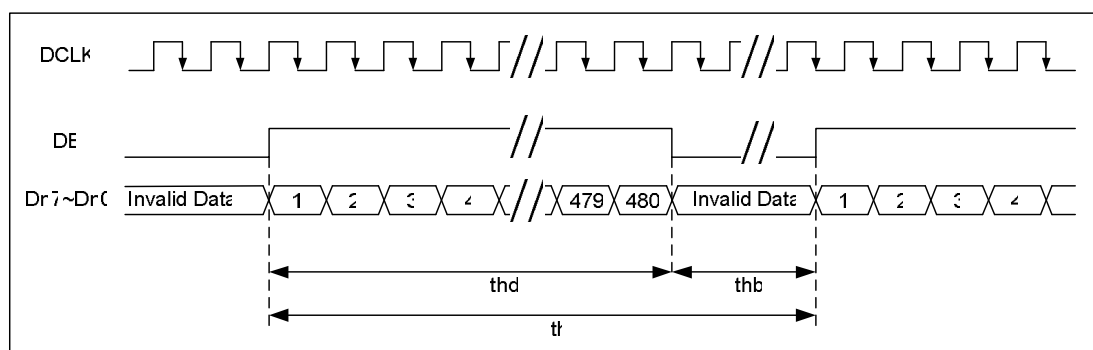 DCLK
DE
Dr7~Dr0 Invalid Data 1 2 3 4 479 480 Invalid Data 1 2 3 4
thd thb
th